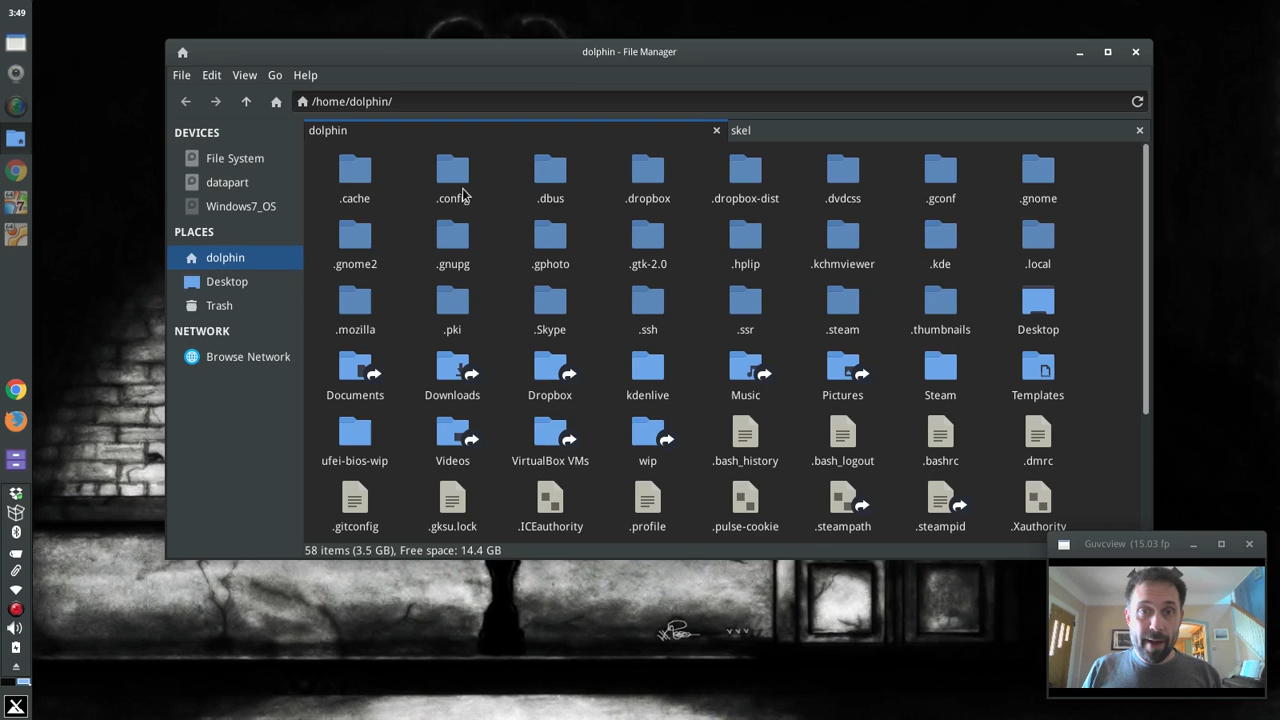 3:49
dolphin - File Manager
File Edit View Go Help
/home/dolphin/
DEVICES
File System
datapart
Windows7_OS
PLACES
dolphin
Desktop
Trash
NETWORK
Browse Network
dolphin
skel
.cache .config .dbus .dropbox .dropbox-dist .dvdcss .gconf .gnome
.gnome2 .gnupg .gphoto .gtk-2.0 .hplip .kchmviewer .kde .local
.mozilla .pki .Skype .ssh .ssr .steam .thumbnails Desktop
Documents Downloads Dropbox kdenlive Music Pictures Steam Templates
ufei-bios-wip Videos VirtualBox VMs wip .bash_history .bash_logout .bashrc .dmrc
.gitconfig .gksu.lock .ICEauthority .profile .pulse-cookie .steampath .steampid .Xauthority
58 items (3.5 GB), Free space: 14.4 GB
Guvcview (15.03 fp